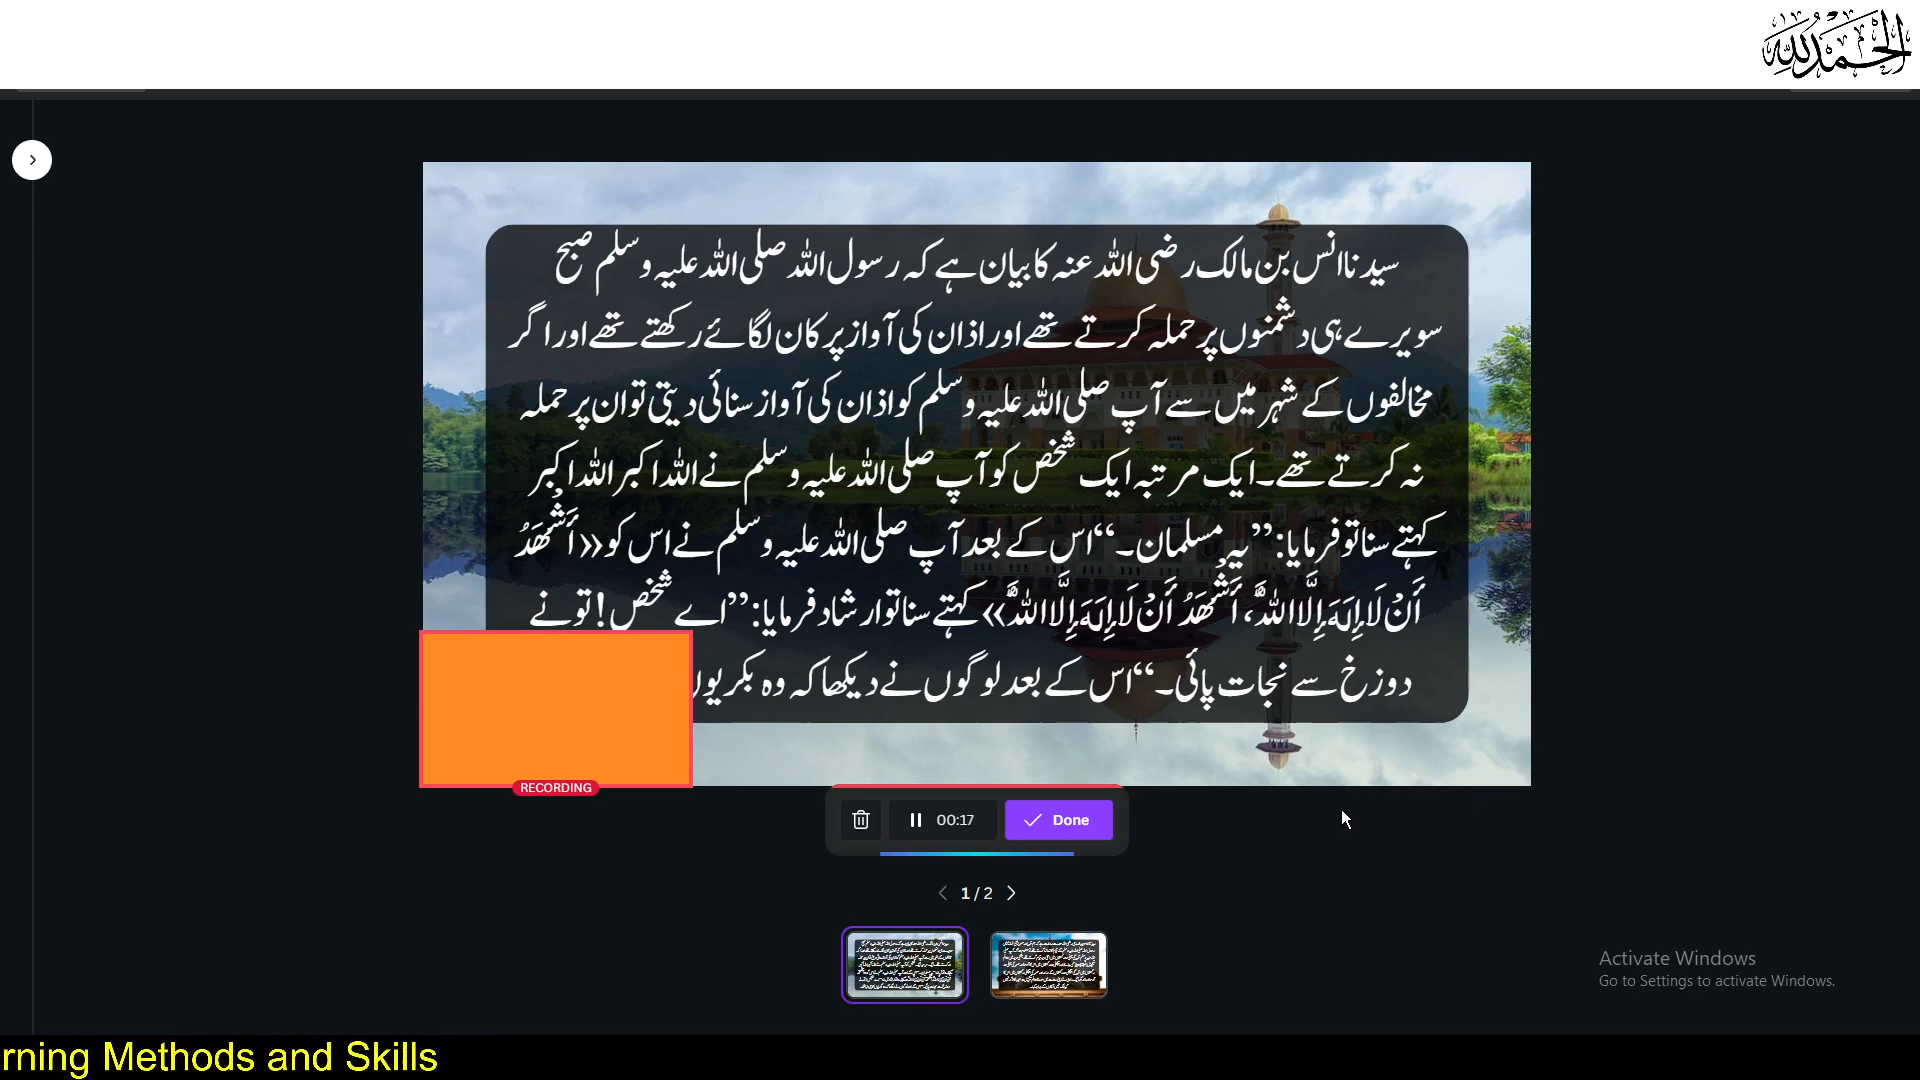 الحمد لله
سیدنا انس بن مالک رضی اللہ عنہ کا بیان ہے کہ رسول اللہ صلی اللہ علیہ وسلم صبح
سویرے ہی دشمنوں پر حملہ کرتے تھے اور اذان کی آواز پر کان لگائے رکھتے تھے اور اگر
مخالفوں کے شہر میں سے آپ صلی اللہ علیہ وسلم کو اذان کی آواز سنائی دیتی تو ان پر حملہ
نہ کرتے تھے۔ ایک مرتبہ ایک شخص کو آپ صلی اللہ علیہ وسلم نے اللہ اکبر اللہ اکبر
کہتے سنا تو فرمایا: ”یہ مسلمان۔“ اس کے بعد آپ صلی اللہ علیہ وسلم نے اس کو «أَشْهَدُ
أَنْ لَا إِلَهَ إِلَّا اللَّهُ، أَشْهَدُ أَنْ لَا إِلَهَ إِلَّا اللَّهُ» کہتے سنا تو ارشاد فرمایا: ”اے شخص! تو نے
دوزخ سے نجات پائی۔“ اس کے بعد لوگوں نے دیکھا کہ وہ بکریوں
RECORDING
00:17 Done
1 / 2
Activate Windows
Go to Settings to activate Windows.
rning Methods and Skills